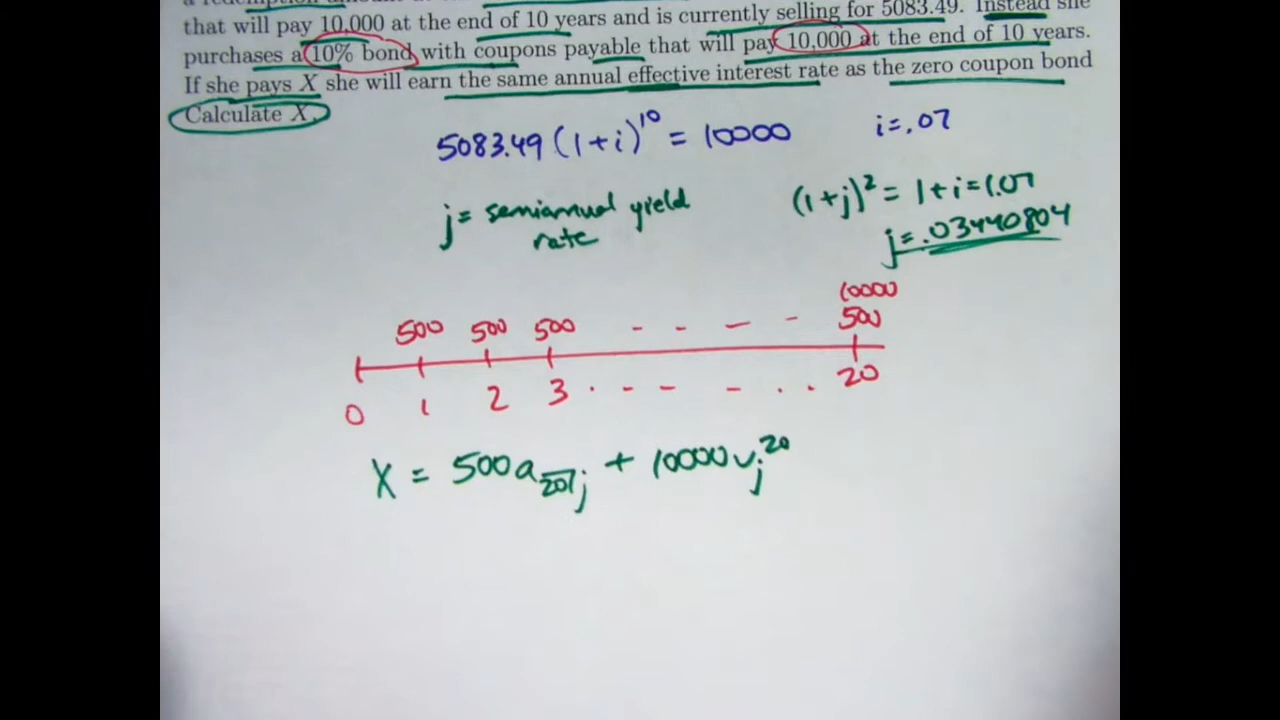 that will pay 10,000 at the end of 10 years and is currently selling for 5083.49. Instead she
purchases a 10% bond with coupons payable that will pay 10,000 at the end of 10 years.
If she pays X she will earn the same annual effective interest rate as the zero coupon bond
Calculate X.
5083.49 (1+i)^10 = 10000 i=.07
j = semiannual yield rate
(1+j)^2 = 1+i=1.07
j=.03440804
10000
500 500 500 - - - - 500
0 1 2 3 . - - - . . 20
X = 500a20⌉j + 10000v_j^20